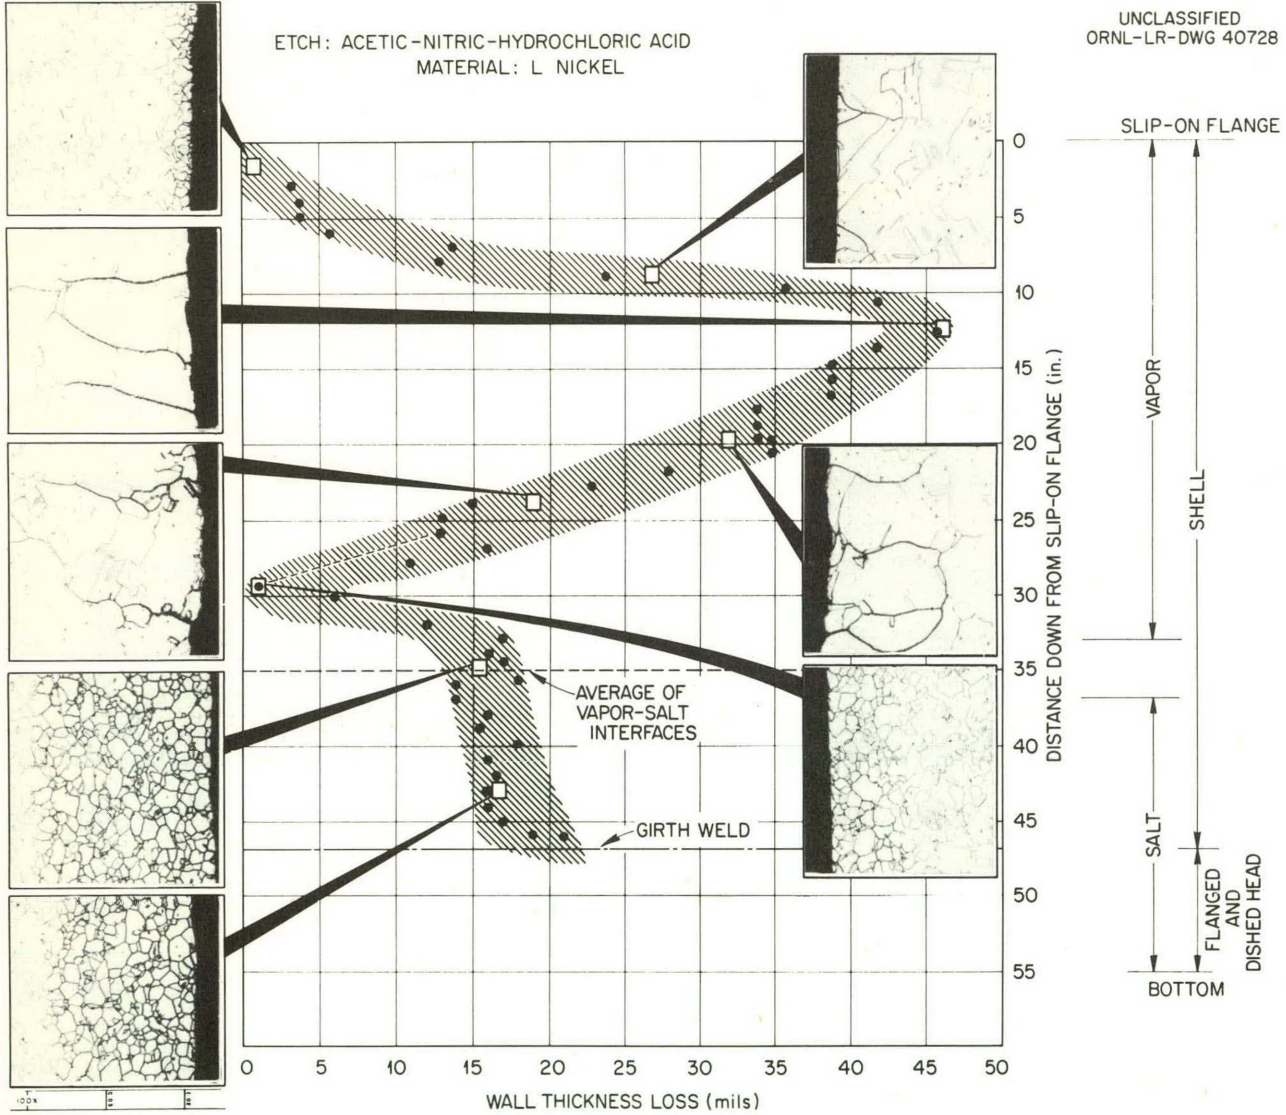 UNCLASSIFIED
ORNL-LR-DWG 40728
ETCH: ACETIC-NITRIC-HYDROCHLORIC ACID
MATERIAL: L NICKEL
SLIP-ON FLANGE
0
5
10
15
20
25
30
35
40
45
50
55
DISTANCE DOWN FROM SLIP-ON FLANGE (in.)
VAPOR
SHELL
SALT
FLANGED
AND
DISHED HEAD
BOTTOM
AVERAGE OF
VAPOR-SALT
INTERFACES
GIRTH WELD
0 5 10 15 20 25 30 35 40 45 50
WALL THICKNESS LOSS (mils)
100X